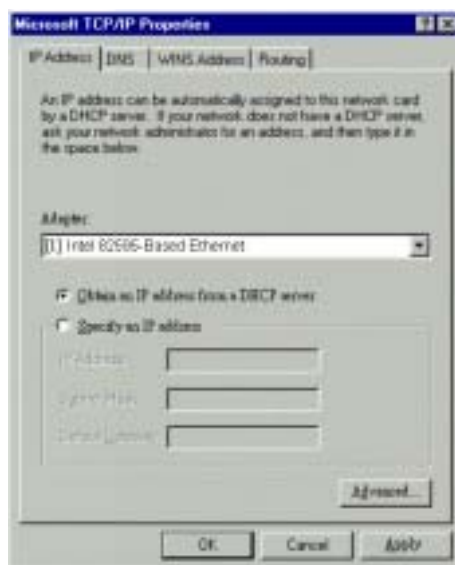 Microsoft TCP/IP Properties
IP Address DNS WINS Address Routing
An IP address can be automatically assigned to this network card
by a DHCP server. If your network does not have a DHCP server,
ask your network administrator for an address, and then type it in
the space below.
Adapter:
[1] Intel 82595-Based Ethernet
Obtain an IP address from a DHCP server
Specify an IP address
IP Address:
Subnet Mask:
Default Gateway:
Advanced...
OK Cancel Apply